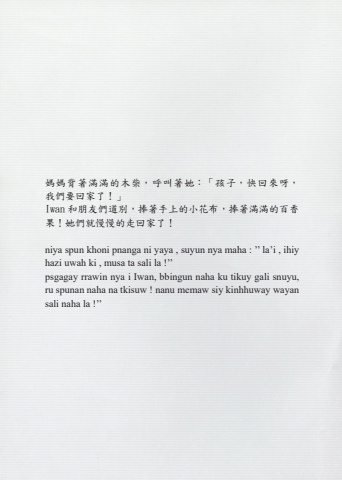 媽媽背著滿滿的木柴，呼叫著她：「孩子，快回來呀，
我們要回家了！」
Iwan 和朋友們道別，捧著手上的小花布，捧著滿滿的百香
果！她們就慢慢的走回家了！
niya spun khoni pnanga ni yaya , suyun nya maha : ” la’i , ihiy
hazi uwah ki , musa ta sali la !”
psgagay rrawin nya i Iwan, bbingun naha ku tikuy gali snuyu,
ru spunan naha na tkisuw ! nanu mcmaw siy kinhhuway wayan
sali naha la !”